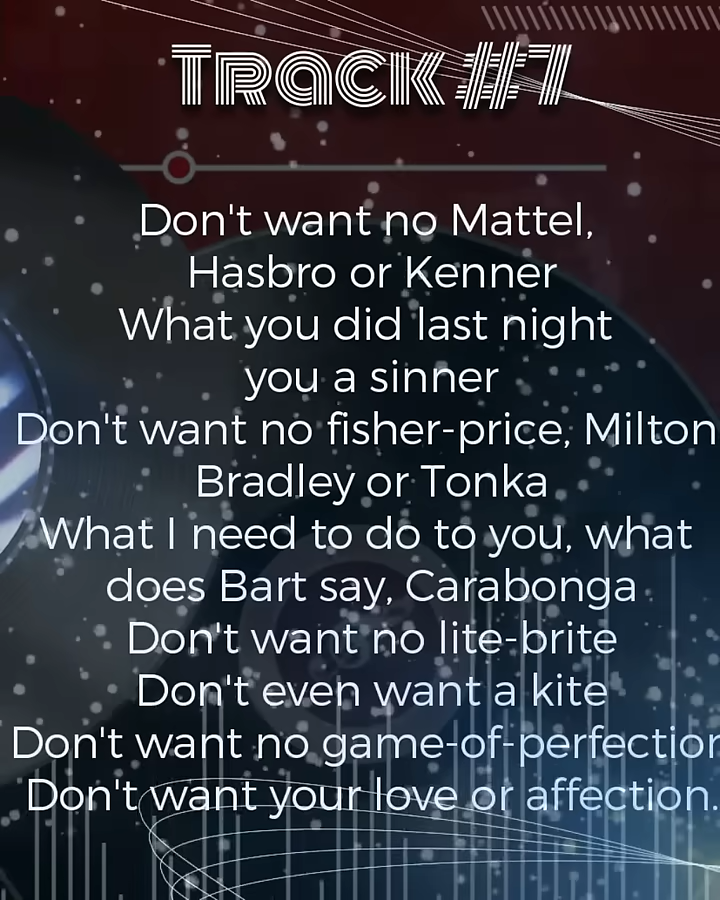 Track #7
Don't want no Mattel,
Hasbro or Kenner
What you did last night
you a sinner
Don't want no fisher-price, Milton
Bradley or Tonka
What I need to do to you, what
does Bart say, Carabonga
Don't want no lite-brite
Don't even want a kite
Don't want no game-of-perfection
Don't want your love or affection.